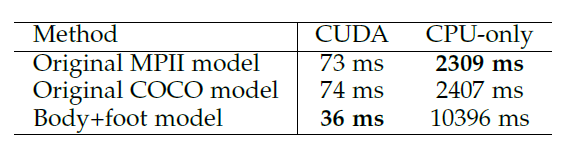 Method CUDA CPU-only
Original MPII model 73 ms 2309 ms
Original COCO model 74 ms 2407 ms
Body+foot model 36 ms 10396 ms